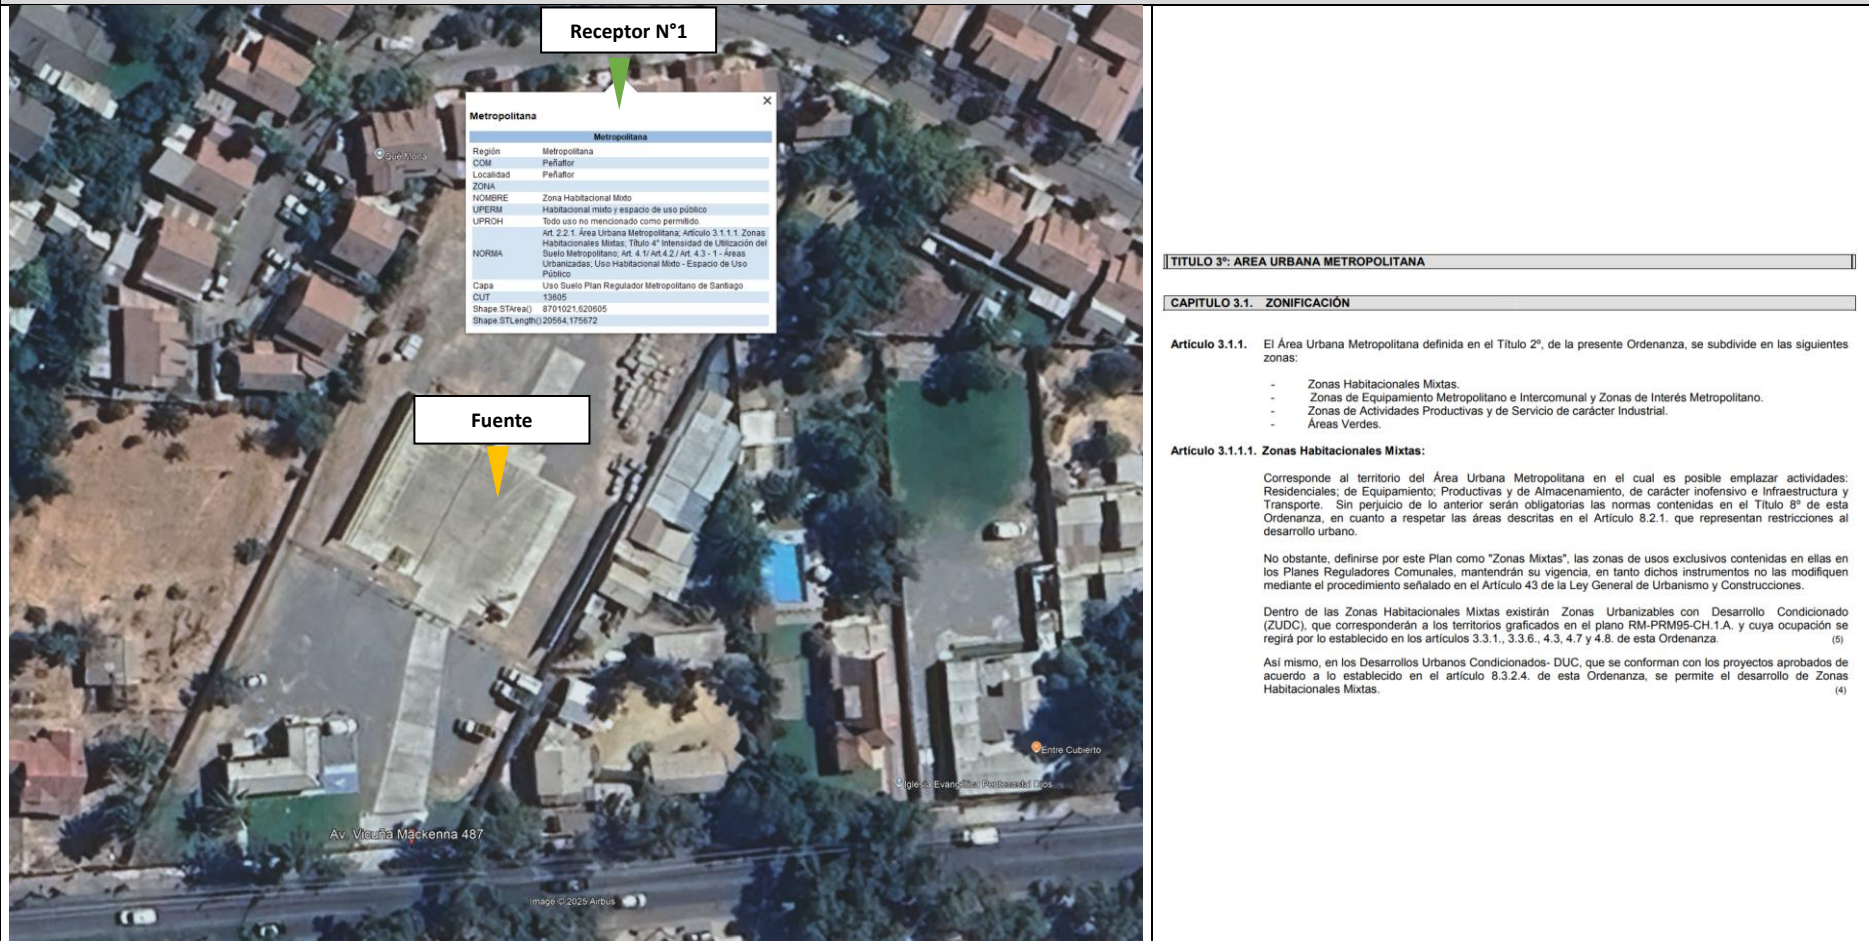 Receptor N°1
Metropolitana
Metropolitana
Región Metropolitana
COM Peñaflor
Localidad Peñaflor
ZONA
NOMBRE Zona Habitacional Mixto
UPERM Habitacional mixto y espacio de uso público
UPROH Todo uso no mencionado como permitido.
NORMA Art. 2.2.1. Área Urbana Metropolitana; Artículo 3.1.1.1. Zonas
Habitacionales Mixtas; Título 4° Intensidad de Utilización del
Suelo Metropolitano; Art. 4.1/ Art.4.2./ Art. 4.3 - 1 - Áreas
Urbanizadas; Uso Habitacional Mixto - Espacio de Uso
Público
Capa Uso Suelo Plan Regulador Metropolitano de Santiago
CUT 13605
Shape.STArea() 8701021,620605
Shape.STLength() 20564,175672
Qué Mona
Fuente
Entre Cubierto
Iglesia Evangélica Pentecostal Dios...
Av. Vicuña Mackenna 487
Image © 2025 Airbus
TITULO 3º: AREA URBANA METROPOLITANA
CAPITULO 3.1. ZONIFICACIÓN
Artículo 3.1.1. El Área Urbana Metropolitana definida en el Título 2º, de la presente Ordenanza, se subdivide en las siguientes
zonas:
- Zonas Habitacionales Mixtas.
- Zonas de Equipamiento Metropolitano e Intercomunal y Zonas de Interés Metropolitano.
- Zonas de Actividades Productivas y de Servicio de carácter Industrial.
- Áreas Verdes.
Artículo 3.1.1.1. Zonas Habitacionales Mixtas:
Corresponde al territorio del Área Urbana Metropolitana en el cual es posible emplazar actividades:
Residenciales; de Equipamiento; Productivas y de Almacenamiento, de carácter inofensivo e Infraestructura y
Transporte. Sin perjuicio de lo anterior serán obligatorias las normas contenidas en el Título 8º de esta
Ordenanza, en cuanto a respetar las áreas descritas en el Artículo 8.2.1. que representan restricciones al
desarrollo urbano.
No obstante, definirse por este Plan como "Zonas Mixtas", las zonas de usos exclusivos contenidas en ellas en
los Planes Reguladores Comunales, mantendrán su vigencia, en tanto dichos instrumentos no las modifiquen
mediante el procedimiento señalado en el Artículo 43 de la Ley General de Urbanismo y Construcciones.
Dentro de las Zonas Habitacionales Mixtas existirán Zonas Urbanizables con Desarrollo Condicionado
(ZUDC), que corresponderán a los territorios graficados en el plano RM-PRM95-CH.1.A. y cuya ocupación se
regirá por lo establecido en los artículos 3.3.1., 3.3.6., 4.3, 4.7 y 4.8. de esta Ordenanza. (5)
Así mismo, en los Desarrollos Urbanos Condicionados- DUC, que se conforman con los proyectos aprobados de
acuerdo a lo establecido en el artículo 8.3.2.4. de esta Ordenanza, se permite el desarrollo de Zonas
Habitacionales Mixtas. (4)